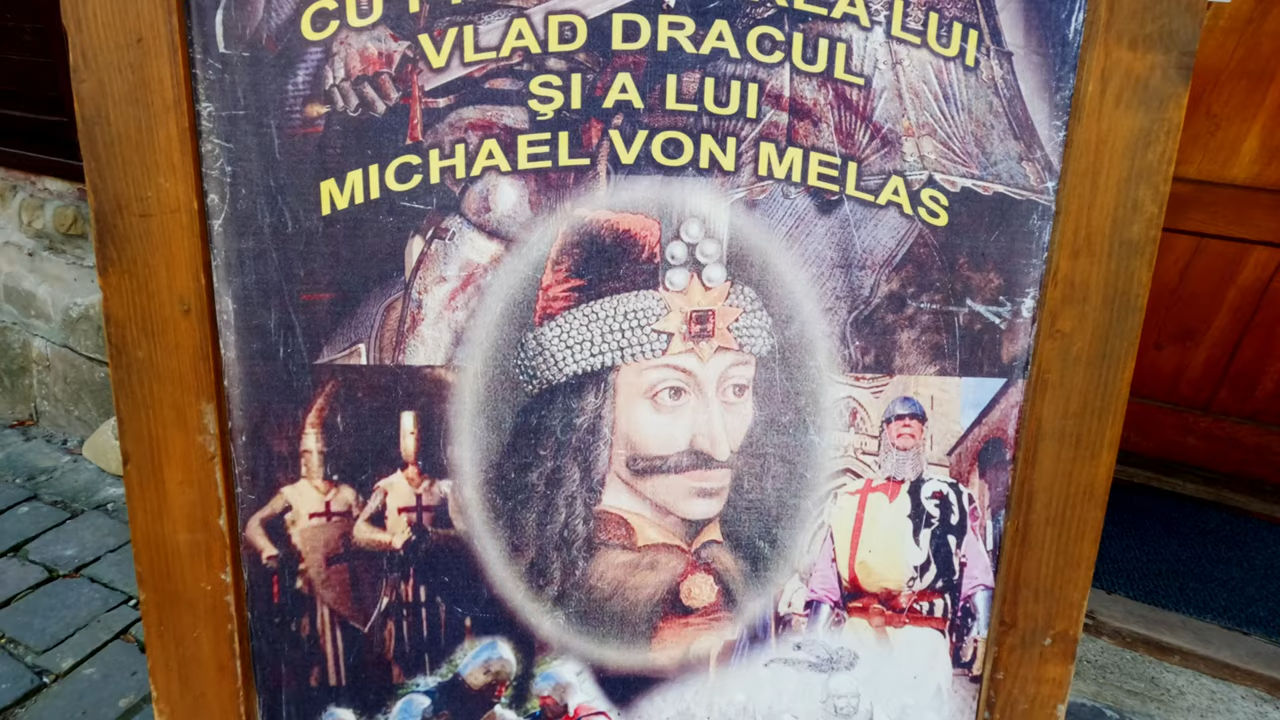 CU
LUI
VLAD DRACUL
ŞI A LUI
MICHAEL VON MELAS